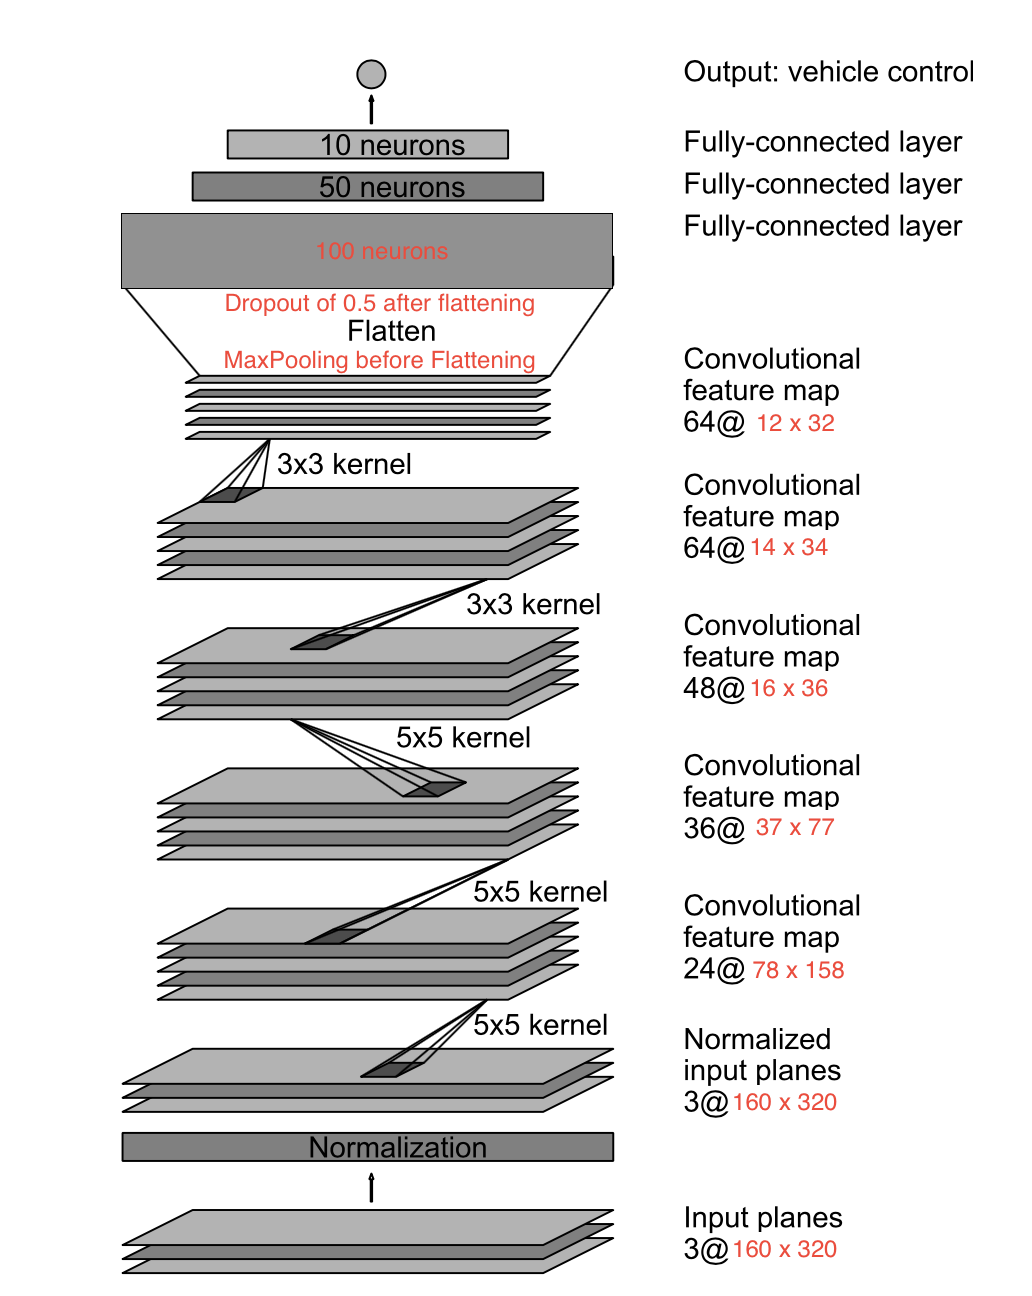 Output: vehicle control
10 neurons
Fully-connected layer
50 neurons
Fully-connected layer
100 neurons
Fully-connected layer
Dropout of 0.5 after flattening
Flatten
MaxPooling before Flattening
Convolutional
feature map
64@ 12 x 32
3x3 kernel
Convolutional
feature map
64@ 14 x 34
3x3 kernel
Convolutional
feature map
48@ 16 x 36
5x5 kernel
Convolutional
feature map
36@ 37 x 77
5x5 kernel
Convolutional
feature map
24@ 78 x 158
5x5 kernel
Normalized
input planes
3@160 x 320
Normalization
Input planes
3@160 x 320